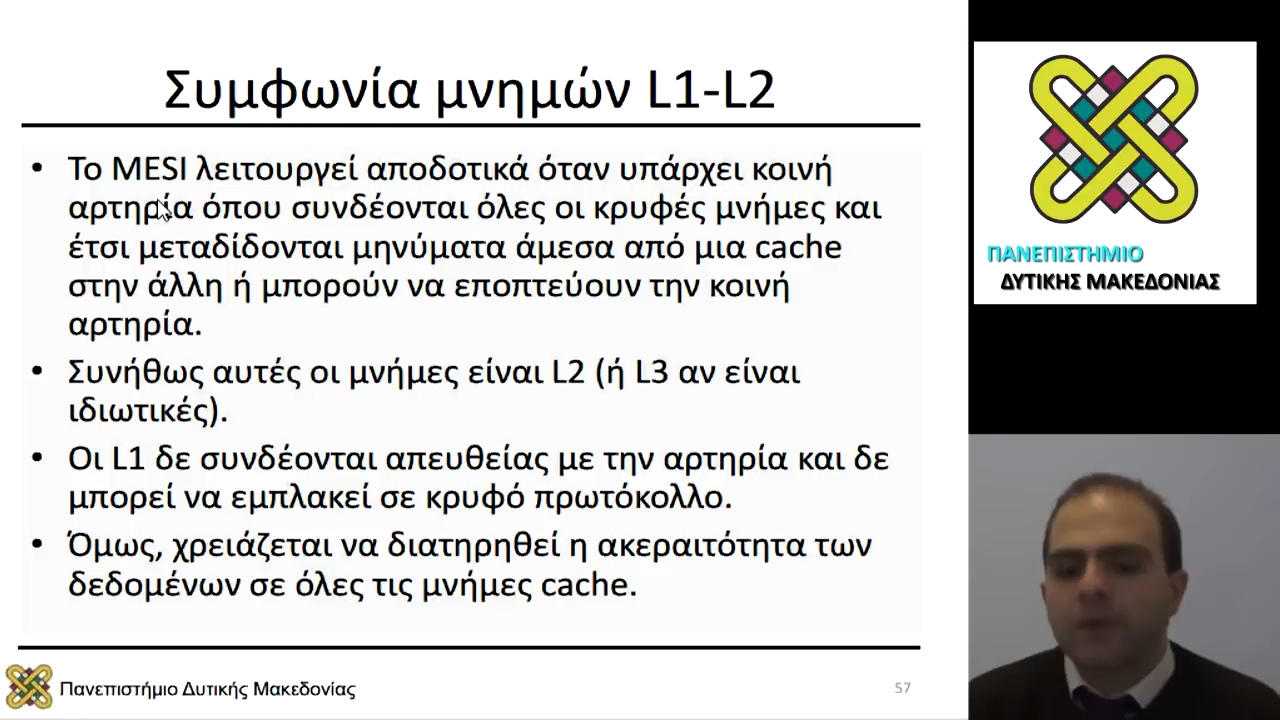 Συμφωνία μνημών L1-L2
• Το MESI λειτουργεί αποδοτικά όταν υπάρχει κοινή
αρτηρία όπου συνδέονται όλες οι κρυφές μνήμες και
έτσι μεταδίδονται μηνύματα άμεσα από μια cache
στην άλλη ή μπορούν να εποπτεύουν την κοινή
αρτηρία.
• Συνήθως αυτές οι μνήμες είναι L2 (ή L3 αν είναι
ιδιωτικές).
• Οι L1 δε συνδέονται απευθείας με την αρτηρία και δε
μπορεί να εμπλακεί σε κρυφό πρωτόκολλο.
• Όμως, χρειάζεται να διατηρηθεί η ακεραιτότητα των
δεδομένων σε όλες τις μνήμες cache.
Πανεπιστήμιο Δυτικής Μακεδονίας
57
ΠΑΝΕΠΙΣΤΗΜΙΟ
ΔΥΤΙΚΗΣ ΜΑΚΕΔΟΝΙΑΣ